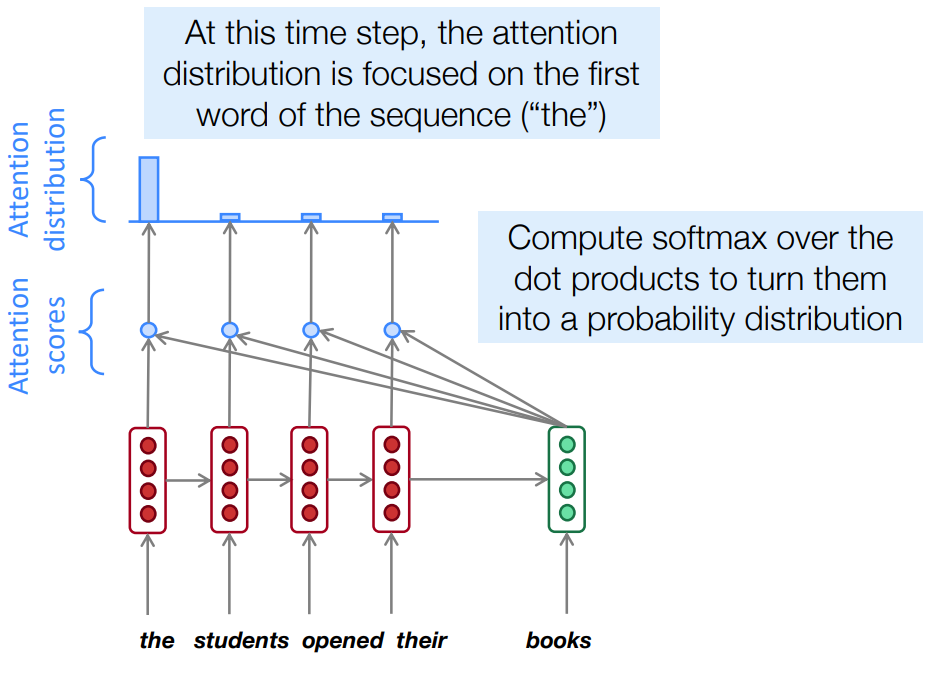 At this time step, the attention
distribution is focused on the first
word of the sequence (“the”)
Attention
distribution
Compute softmax over the
dot products to turn them
into a probability distribution
Attention
scores
the students opened their books